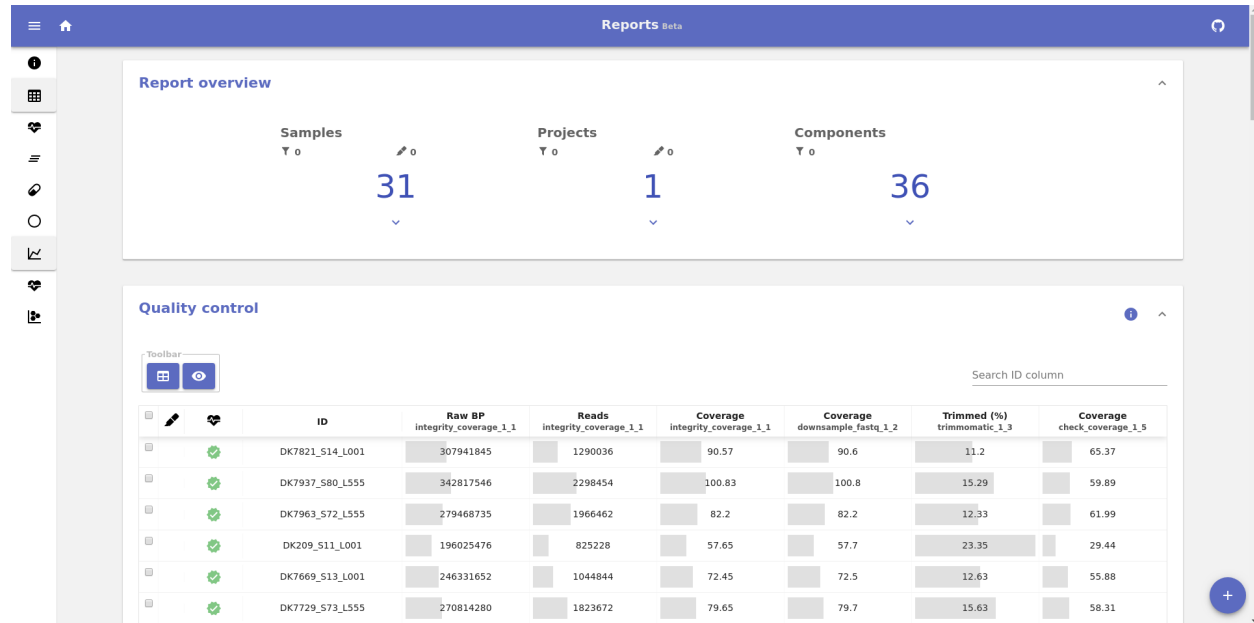 Reports Beta
Report overview
Samples
0 0
31
Projects
0 0
1
Components
0
36
Quality control
Toolbar
Search ID column
ID Raw BP Reads Coverage Coverage Trimmed (%) Coverage
integrity_coverage_1_1 integrity_coverage_1_1 integrity_coverage_1_1 downsample_fastq_1_2 trimmomatic_1_3 check_coverage_1_5
DK7821_S14_L001 307941845 1290036 90.57 90.6 11.2 65.37
DK7937_S80_L555 342817546 2298454 100.83 100.8 15.29 59.89
DK7963_S72_L555 279468735 1966462 82.2 82.2 12.33 61.99
DK209_S11_L001 196025476 825228 57.65 57.7 23.35 29.44
DK7669_S13_L001 246331652 1044844 72.45 72.5 12.63 55.88
DK7729_S73_L555 270814280 1823672 79.65 79.7 15.63 58.31